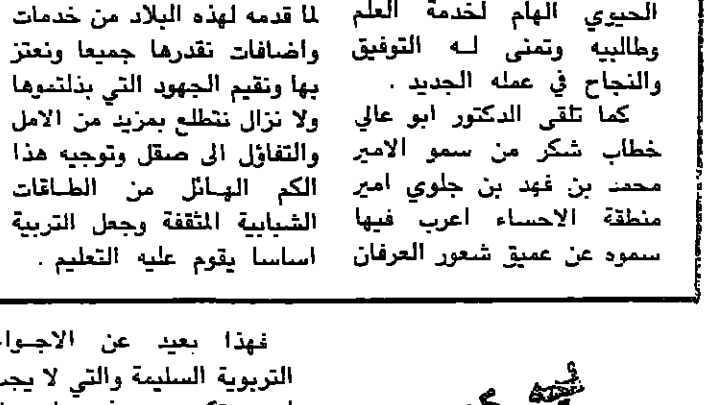 الحيوي الهام لخدمة العلم
وطالبيه وتمنى له التوفيق
والنجاح في عمله الجديد .
كما تلقى الدكتور ابو عالي
خطاب شكر من سمو الامير
محمد بن فهد بن جلوي امير
منطقة الاحساء اعرب فيها
سموه عن عميق شعور العرفان
لما قدمه لهذه البلاد من خدمات
واضافات نقدرها جميعا ونعتز
بها ونقيم الجهود التي بذلتموها
ولا نزال نتطلع بمزيد من الامل
والتفاؤل الى صقل وتوجيه هذا
الكم الهائل من الطاقات
الشبابية المثقفة وجعل التربية
اساسا يقوم عليه التعليم .
فهذا بعيد عن الاجواء
التربوية السليمة والتي لا يجب